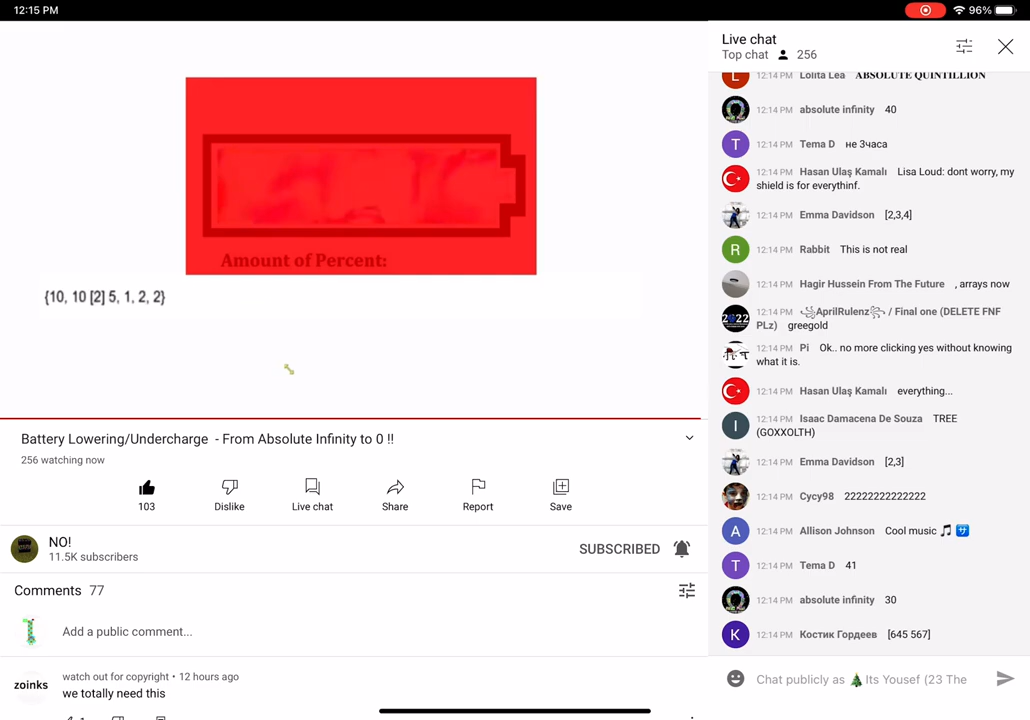 12:15 PM
96%
Amount of Percent:
{10, 10 [2] 5, 1, 2, 2}
Battery Lowering/Undercharge - From Absolute Infinity to 0 !!
256 watching now
103
Dislike
Live chat
Share
Report
Save
NO!
11.5K subscribers
SUBSCRIBED
Comments 77
Add a public comment...
zoinks
watch out for copyright • 12 hours ago
we totally need this
1
Live chat
Top chat 256
L 12:14 PM Lolita Lea 𝐀𝐁𝐒𝐎𝐋𝐔𝐓𝐄 𝐐𝐔𝐈𝐍𝐓𝐈𝐋𝐋𝐈𝐎𝐍
12:14 PM absolute infinity 40
T 12:14 PM Tema D не 3часа
12:14 PM Hasan Ulaş Kamalı Lisa Loud: dont worry, my
shield is for everythinf.
12:14 PM Emma Davidson [2,3,4]
R 12:14 PM Rabbit This is not real
12:14 PM Hagir Hussein From The Future , arrays now
2022 12:14 PM ꧁AprilRulenz꧂ / Final one (DELETE FNF
PLz) greegold
12:14 PM Pi Ok.. no more clicking yes without knowing
what it is.
12:14 PM Hasan Ulaş Kamalı everything...
I 12:14 PM Isaac Damacena De Souza TREE
(GOXXOLTH)
12:14 PM Emma Davidson [2,3]
12:14 PM Cycy98 22222222222222
A 12:14 PM Allison Johnson Cool music 🎵 🈂️
T 12:14 PM Tema D 41
12:14 PM absolute infinity 30
K 12:14 PM Костик Гордеев [645 567]
Chat publicly as 🎄Its Yousef (23 The